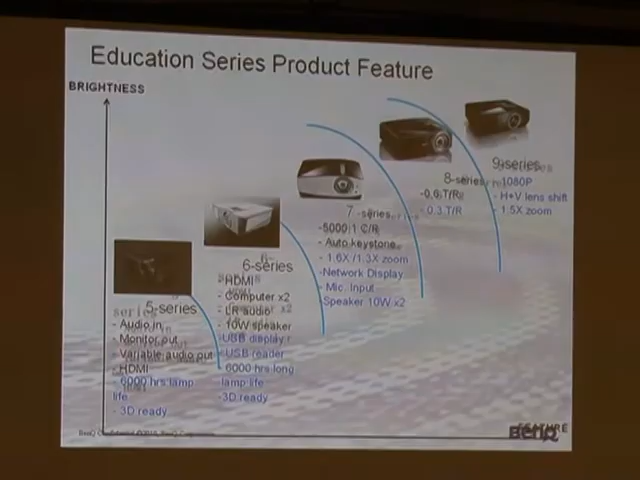 Education Series Product Feature
BRIGHTNESS
9-series
- 1080P
- H+V lens shift
- 1.5X zoom
8-series
-0.6 T/R
- 0.3 T/R
7 -series
-5000:1 C/R
- Auto keystone
- 1.6X /1.3X zoom
-Network Display
- Mic. Input
Speaker 10W x2
6-series
-HDMI
- Computer x2
- LR audio
- 10W speaker
-USB display
- USB reader
- 6000 hrs long
lamp life
-3D ready
5-series
- Audio in
- Monitor out
- Variable audio out
- HDMI
- 6000 hrs lamp
life
- 3D ready
FEATURE
BenQ